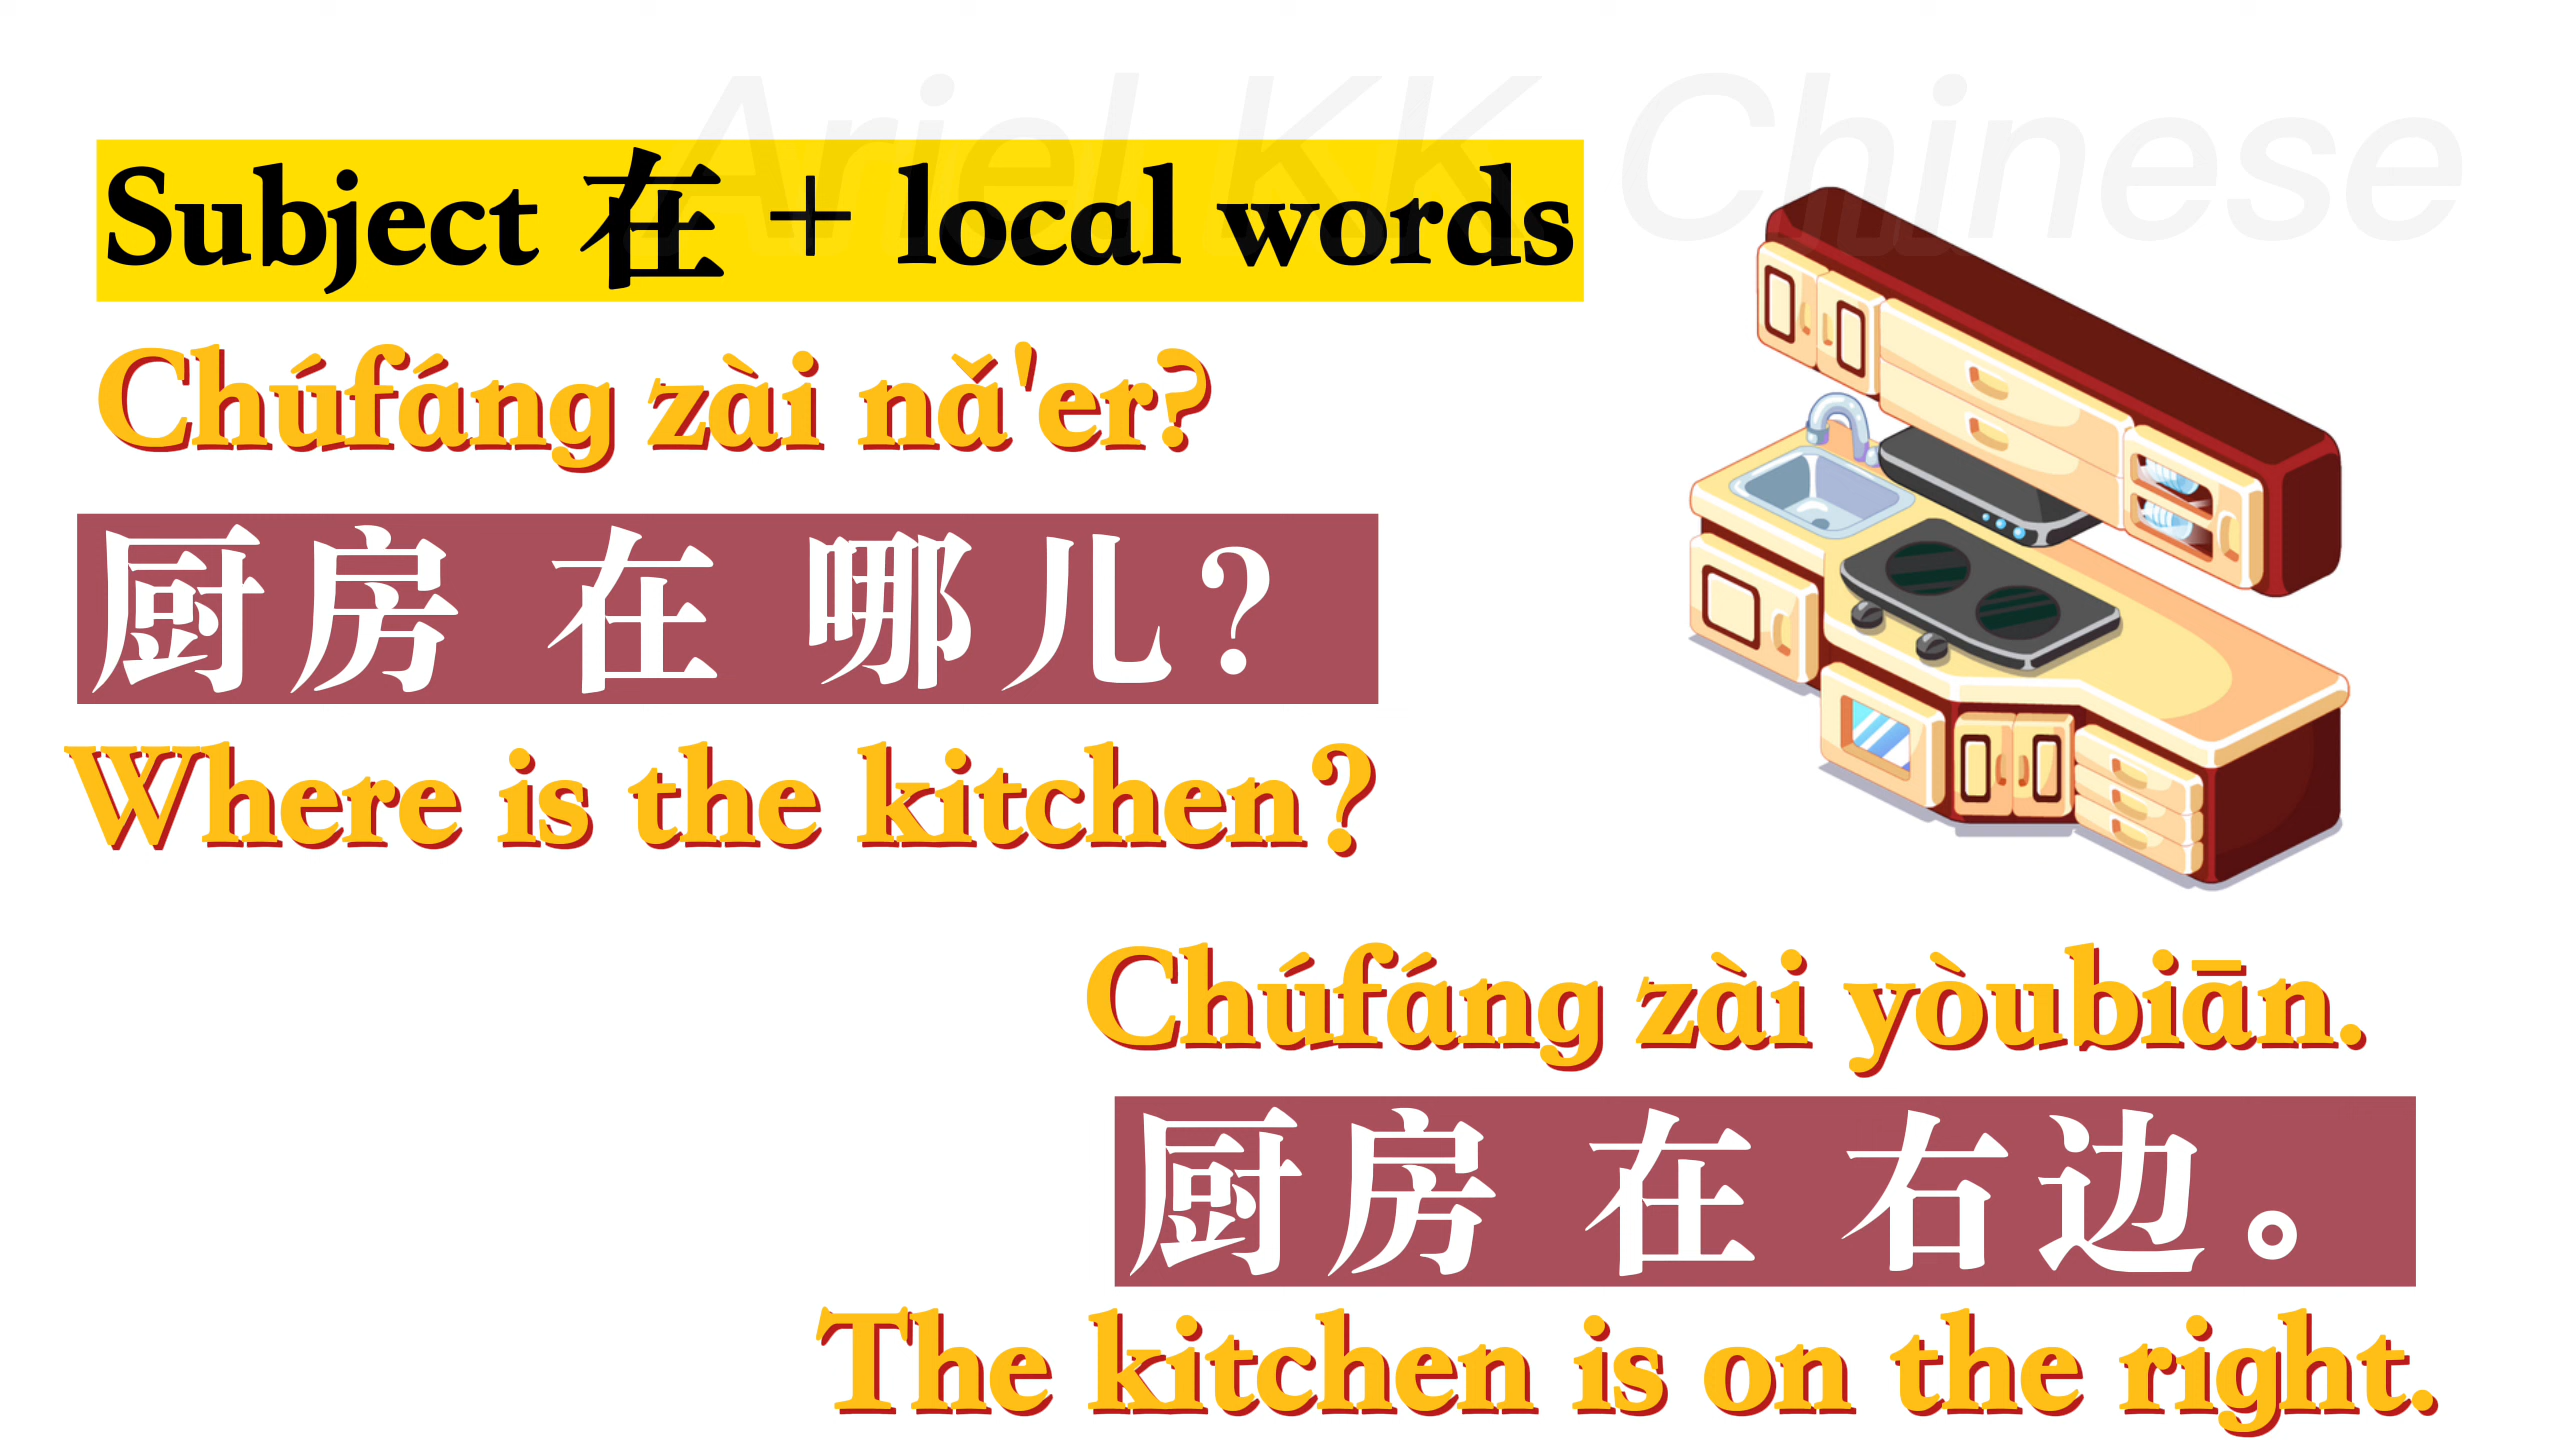 Ariel KK Chinese
Subject 在 + local words
Chúfáng zài nǎ'er?
厨房 在 哪儿?
Where is the kitchen?
Chúfáng zài yòubiān.
厨房 在 右边。
The kitchen is on the right.